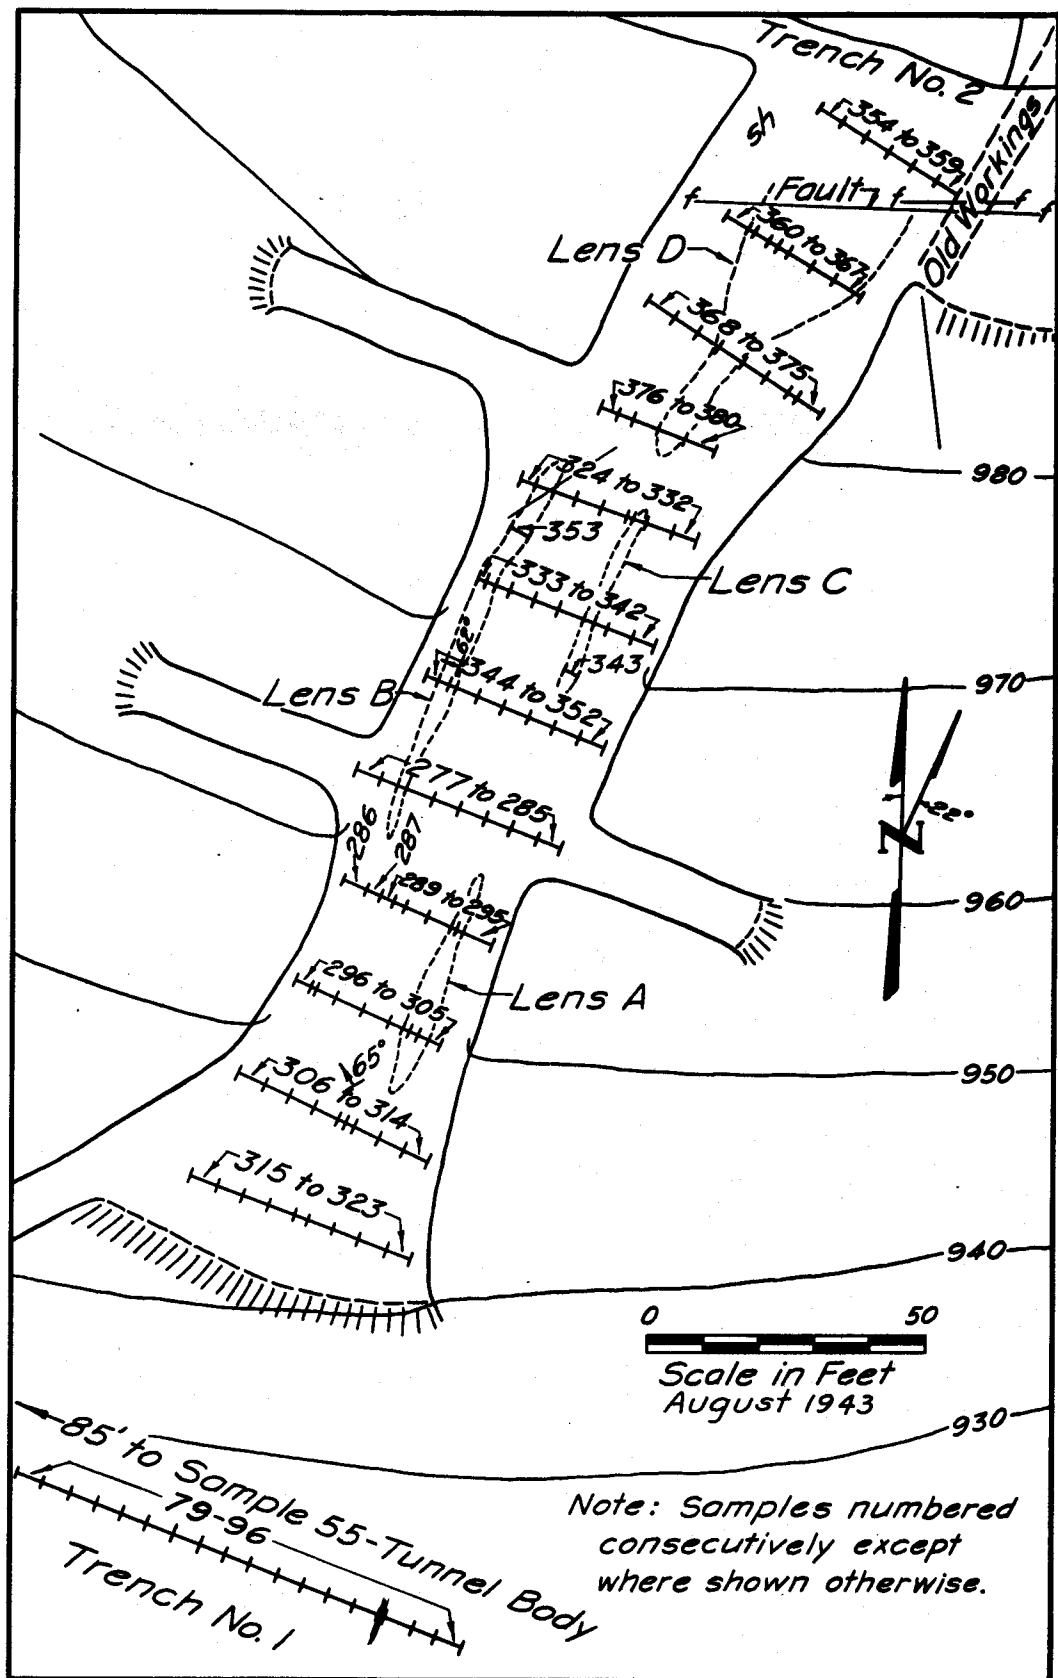 Trench No. 2
sh
354 to 359
Old Workings
f Fault f f f
360 to 367
Lens D
368 to 375
376 to 380
980
324 to 332
353
Lens C
333 to 342
62°
343
970
344 to 352
Lens B
22°
N
277 to 285
286
287
289 to 295
960
296 to 305
Lens A
65°
306 to 314
950
315 to 323
940
0 50
Scale in Feet
August 1943
930
85' to Sample 55-Tunnel Body
79-96
Trench No. 1
Note: Samples numbered
consecutively except
where shown otherwise.